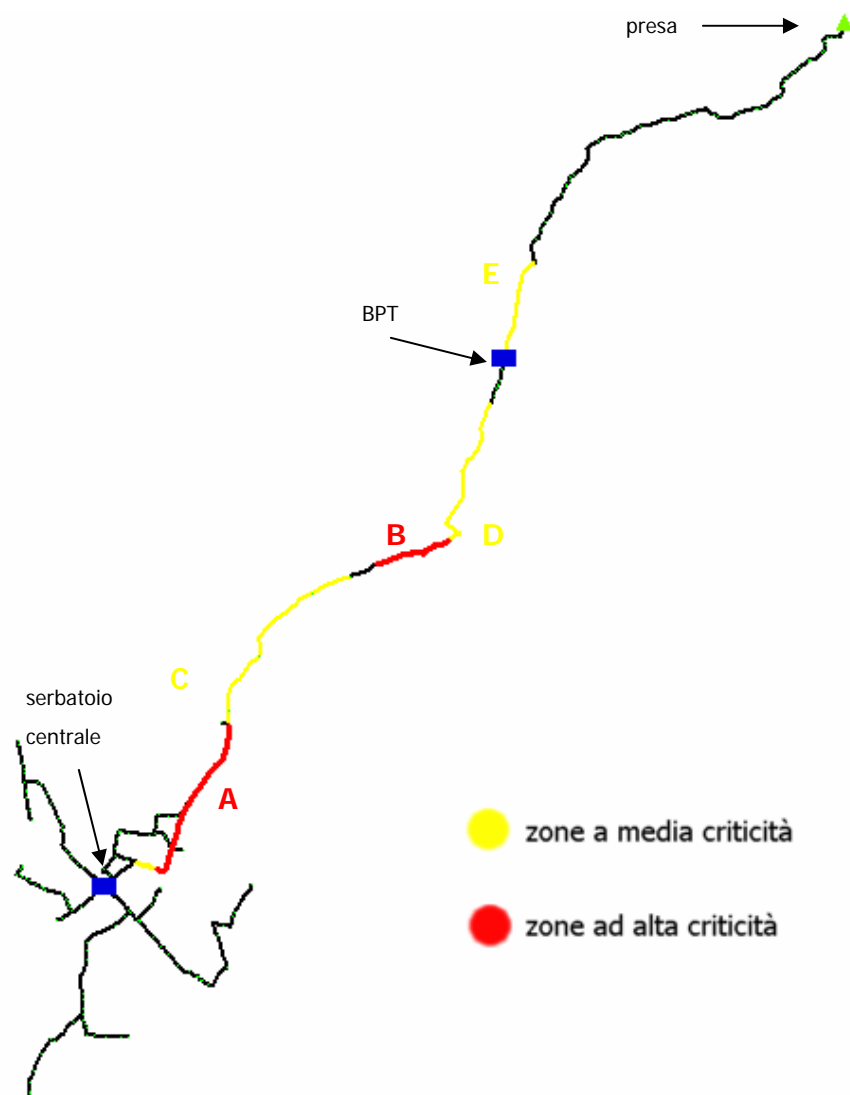 presa
E
BPT
B
D
C
serbatoio
centrale
A
zone a media criticità
zone ad alta criticità